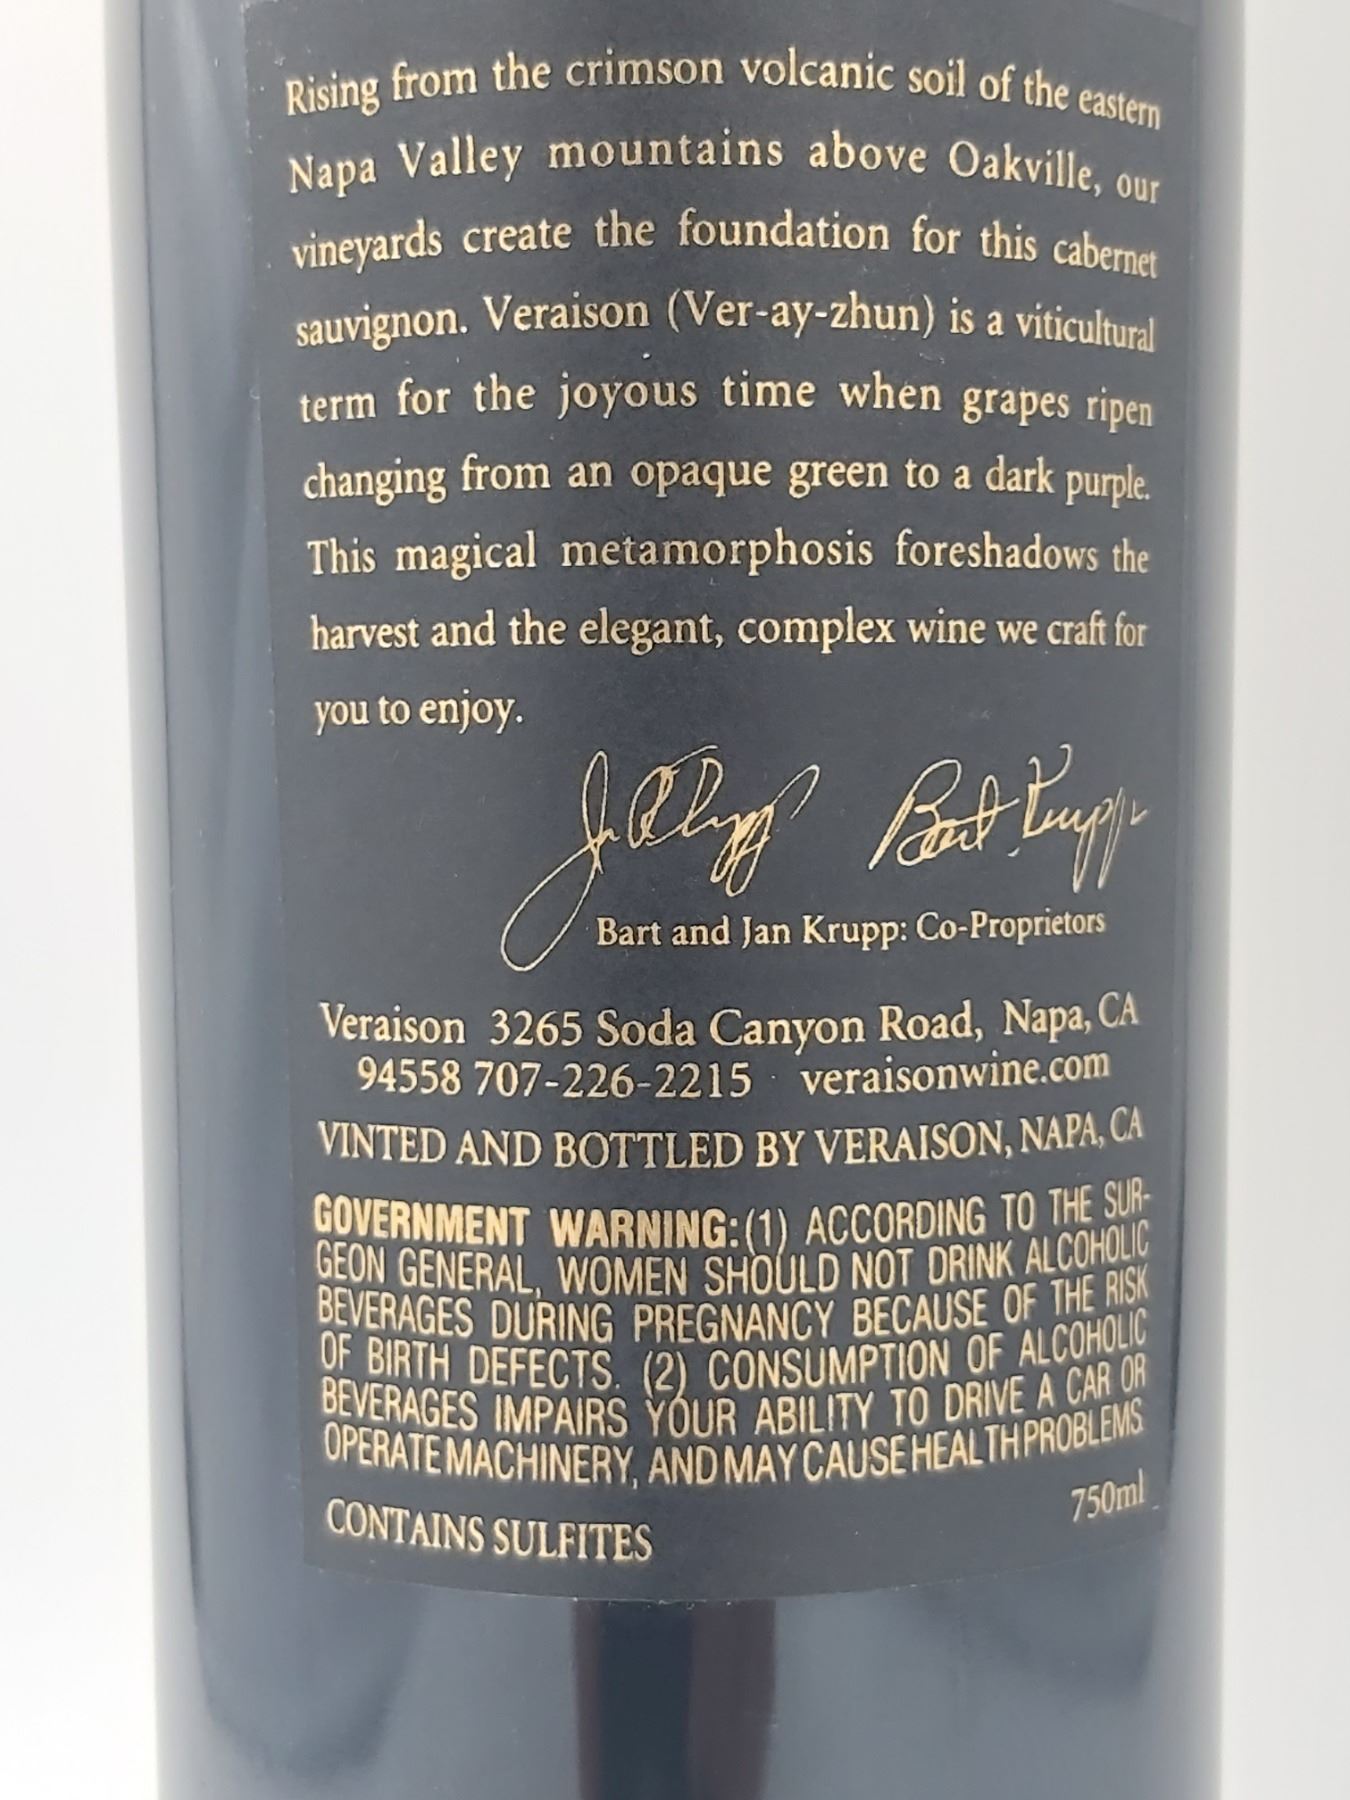 Rising from the crimson volcanic soil of the eastern
Napa Valley mountains above Oakville, our
vineyards create the foundation for this cabernet
sauvignon. Veraison (Ver-ay-zhun) is a viticultural
term for the joyous time when grapes ripen
changing from an opaque green to a dark purple.
This magical metamorphosis foreshadows the
harvest and the elegant, complex wine we craft for
you to enjoy.
Jan Krupp Bart Krupp
Bart and Jan Krupp: Co-Proprietors
Veraison 3265 Soda Canyon Road, Napa, CA
94558 707-226-2215 · veraisonwine.com
VINTED AND BOTTLED BY VERAISON, NAPA, CA
GOVERNMENT WARNING: (1) ACCORDING TO THE SUR-
GEON GENERAL, WOMEN SHOULD NOT DRINK ALCOHOLIC
BEVERAGES DURING PREGNANCY BECAUSE OF THE RISK
OF BIRTH DEFECTS. (2) CONSUMPTION OF ALCOHOLIC
BEVERAGES IMPAIRS YOUR ABILITY TO DRIVE A CAR OR
OPERATE MACHINERY, AND MAY CAUSE HEALTH PROBLEMS.
750ml
CONTAINS SULFITES